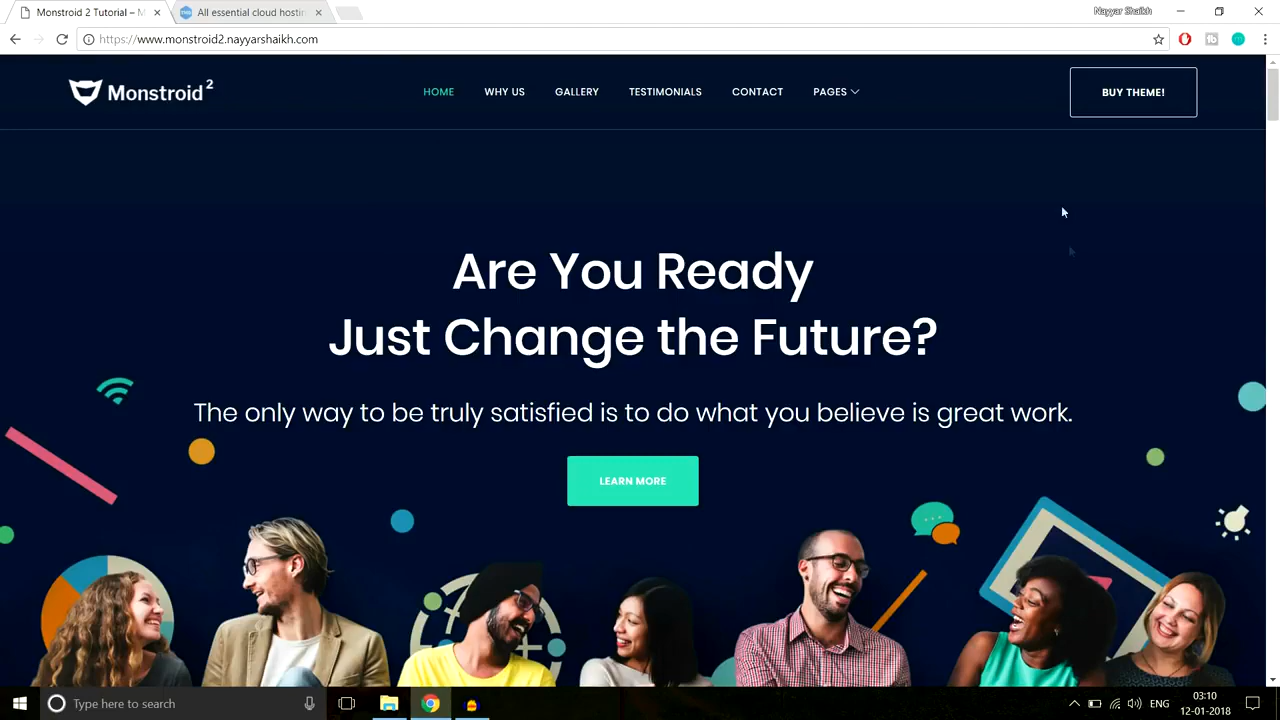 Monstroid 2 Tutorial – M
All essential cloud hostin
Nayyar Shaikh
https://www.monstroid2.nayyarshaikh.com
Monstroid 2
HOME
WHY US
GALLERY
TESTIMONIALS
CONTACT
PAGES
BUY THEME!
Are You Ready
Just Change the Future?
The only way to be truly satisfied is to do what you believe is great work.
LEARN MORE
Type here to search
ENG
03:10
12-01-2018